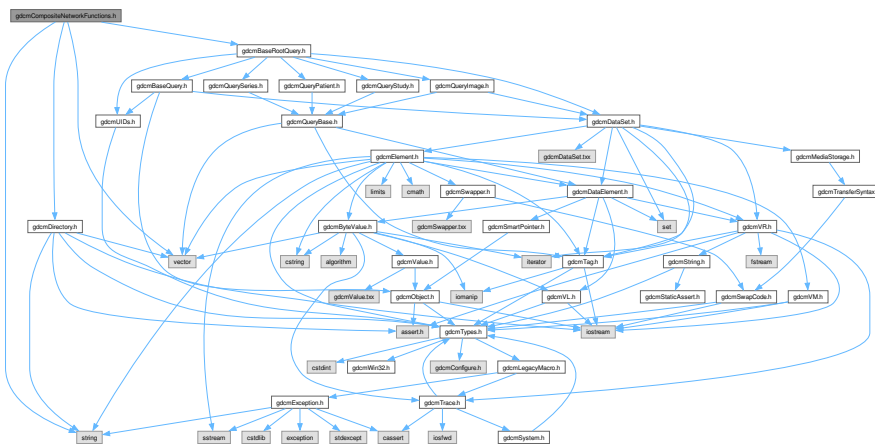 gdcmCompositeNetworkFunctions.h
gdcmBaseRootQuery.h
gdcmBaseQuery.h
gdcmQuerySeries.h
gdcmQueryPatient.h
gdcmQueryStudy.h
gdcmQueryImage.h
gdcmUIDs.h
gdcmQueryBase.h
gdcmDataSet.h
gdcmElement.h
gdcmDataSet.txx
gdcmMediaStorage.h
limits
cmath
gdcmSwapper.h
gdcmDataElement.h
gdcmTransferSyntax
gdcmDirectory.h
gdcmByteValue.h
gdcmSwapper.txx
gdcmSmartPointer.h
set
gdcmVR.h
vector
cstring
algorithm
gdcmValue.h
iterator
gdcmTag.h
gdcmString.h
fstream
gdcmValue.txx
gdcmObject.h
iomanip
gdcmVL.h
gdcmStaticAssert.h
gdcmSwapCode.h
gdcmVM.h
assert.h
gdcmTypes.h
iostream
cstdint
gdcmWin32.h
gdcmConfigure.h
gdcmLegacyMacro.h
gdcmException.h
gdcmTrace.h
string
sstream
cstdlib
exception
stdexcept
cassert
iosfwd
gdcmSystem.h